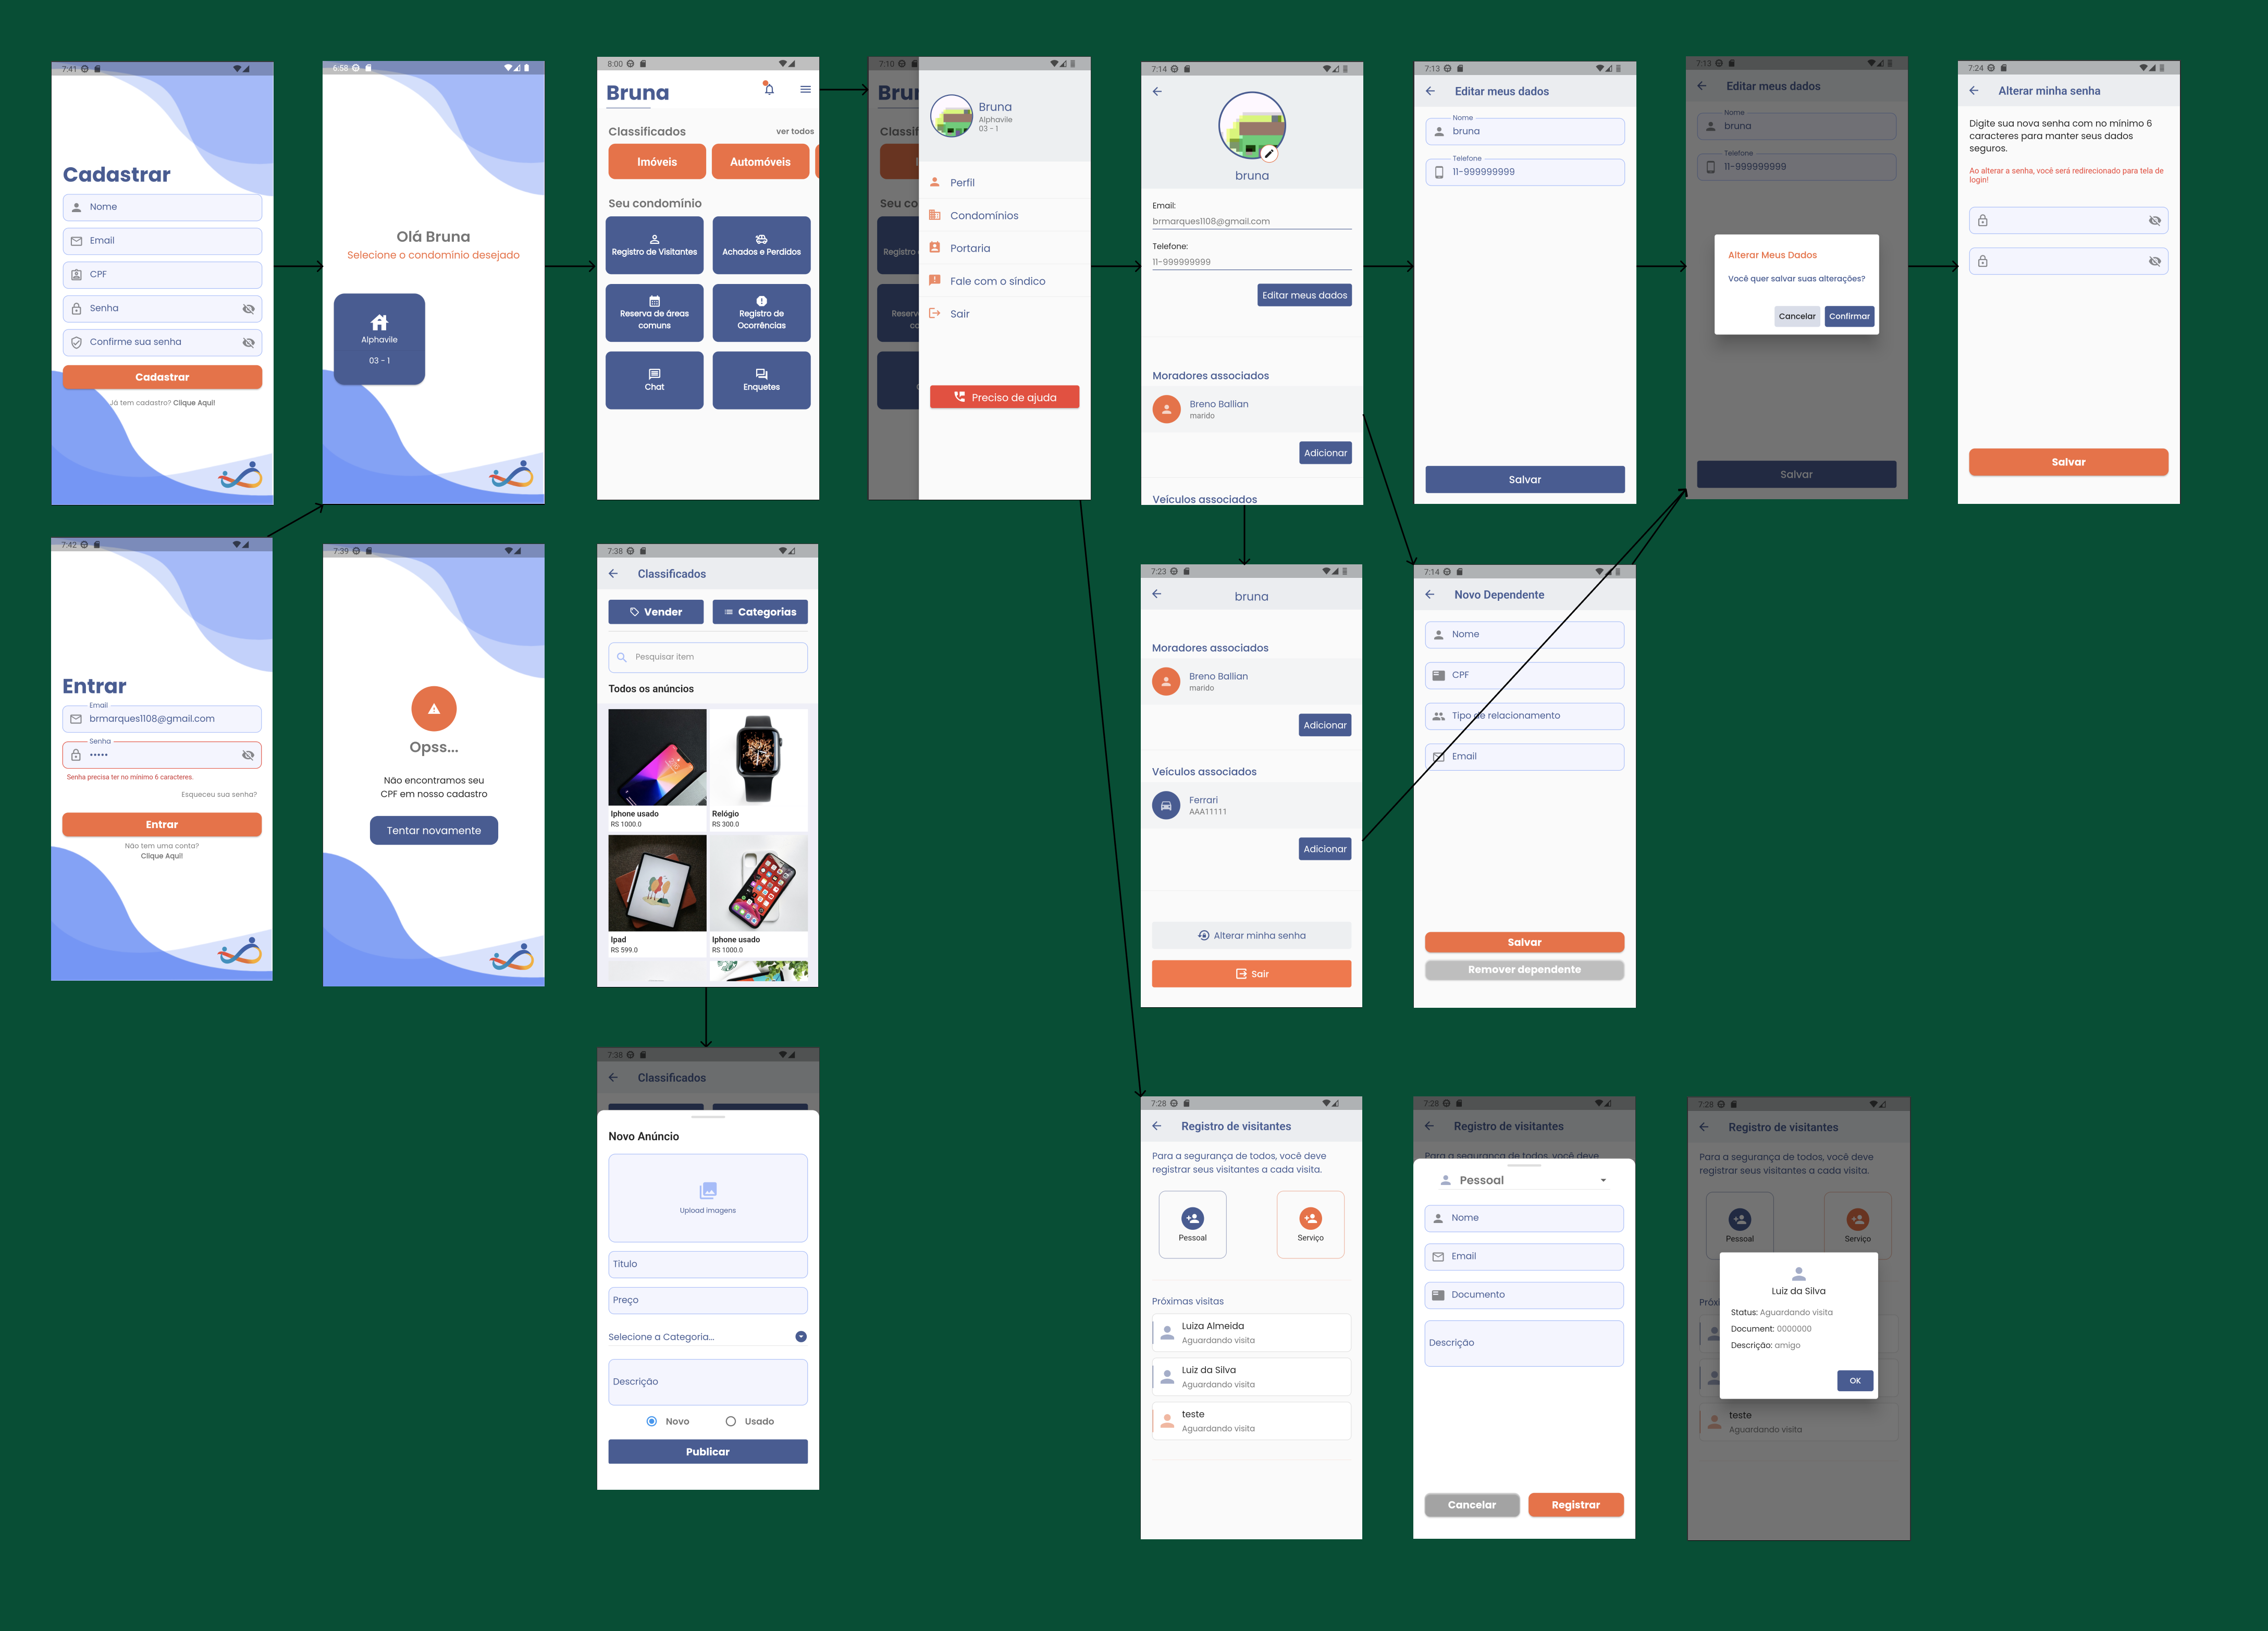 7:41
Cadastrar
Nome
Email
CPF
Senha
Confirme sua senha
Cadastrar
Já tem cadastro? Clique Aqui!
6:58
Olá Bruna
Selecione o condomínio desejado
Alphavile
03 - 1
8:00
Bruna
Classificados
ver todos
Imóveis
Automóveis
Seu condomínio
Registro de Visitantes
Achados e Perdidos
Reserva de áreas
comuns
Registro de
Ocorrências
Chat
Enquetes
7:10
Bruna
Alphavile
03 - 1
Perfil
Condomínios
Portaria
Fale com o síndico
Sair
Preciso de ajuda
7:14
bruna
Email:
brmarques1108@gmail.com
Telefone:
11-999999999
Editar meus dados
Moradores associados
Breno Ballian
marido
Adicionar
Veículos associados
7:13
Editar meus dados
Nome
bruna
Telefone
11-999999999
Salvar
7:13
Editar meus dados
Nome
bruna
Telefone
11-999999999
Alterar Meus Dados
Você quer salvar suas alterações?
Cancelar
Confirmar
Salvar
7:24
Alterar minha senha
Digite sua nova senha com no mínimo 6
caracteres para manter seus dados
seguros.
Ao alterar a senha, você será redirecionado para tela de
login!
Salvar
7:42
Entrar
Email
brmarques1108@gmail.com
Senha
•••••
Senha precisa ter no mínimo 6 caracteres.
Esqueceu sua senha?
Entrar
Não tem uma conta?
Clique Aqui!
7:39
Opss...
Não encontramos seu
CPF em nosso cadastro
Tentar novamente
7:38
Classificados
Vender
Categorias
Pesquisar item
Todos os anúncios
Iphone usado
R$ 1000.0
Relógio
R$ 300.0
Ipad
R$ 599.0
Iphone usado
R$ 1000.0
7:23
bruna
Moradores associados
Breno Ballian
marido
Adicionar
Veículos associados
Ferrari
AAA11111
Adicionar
Alterar minha senha
Sair
7:14
Novo Dependente
Nome
CPF
Tipo de relacionamento
Email
Salvar
Remover dependente
7:38
Classificados
Novo Anúncio
Upload imagens
Título
Preço
Selecione a Categoria...
Descrição
Novo
Usado
Publicar
7:28
Registro de visitantes
Para a segurança de todos, você deve
registrar seus visitantes a cada visita.
Pessoal
Serviço
Próximas visitas
Luiza Almeida
Aguardando visita
Luiz da Silva
Aguardando visita
teste
Aguardando visita
7:28
Registro de visitantes
Para a segurança de todos, você deve
Pessoal
Nome
Email
Documento
Descrição
Cancelar
Registrar
7:28
Registro de visitantes
Para a segurança de todos, você deve
registrar seus visitantes a cada visita.
Pessoal
Serviço
Luiz da Silva
Status: Aguardando visita
Document: 0000000
Descrição: amigo
OK
teste
Aguardando visita